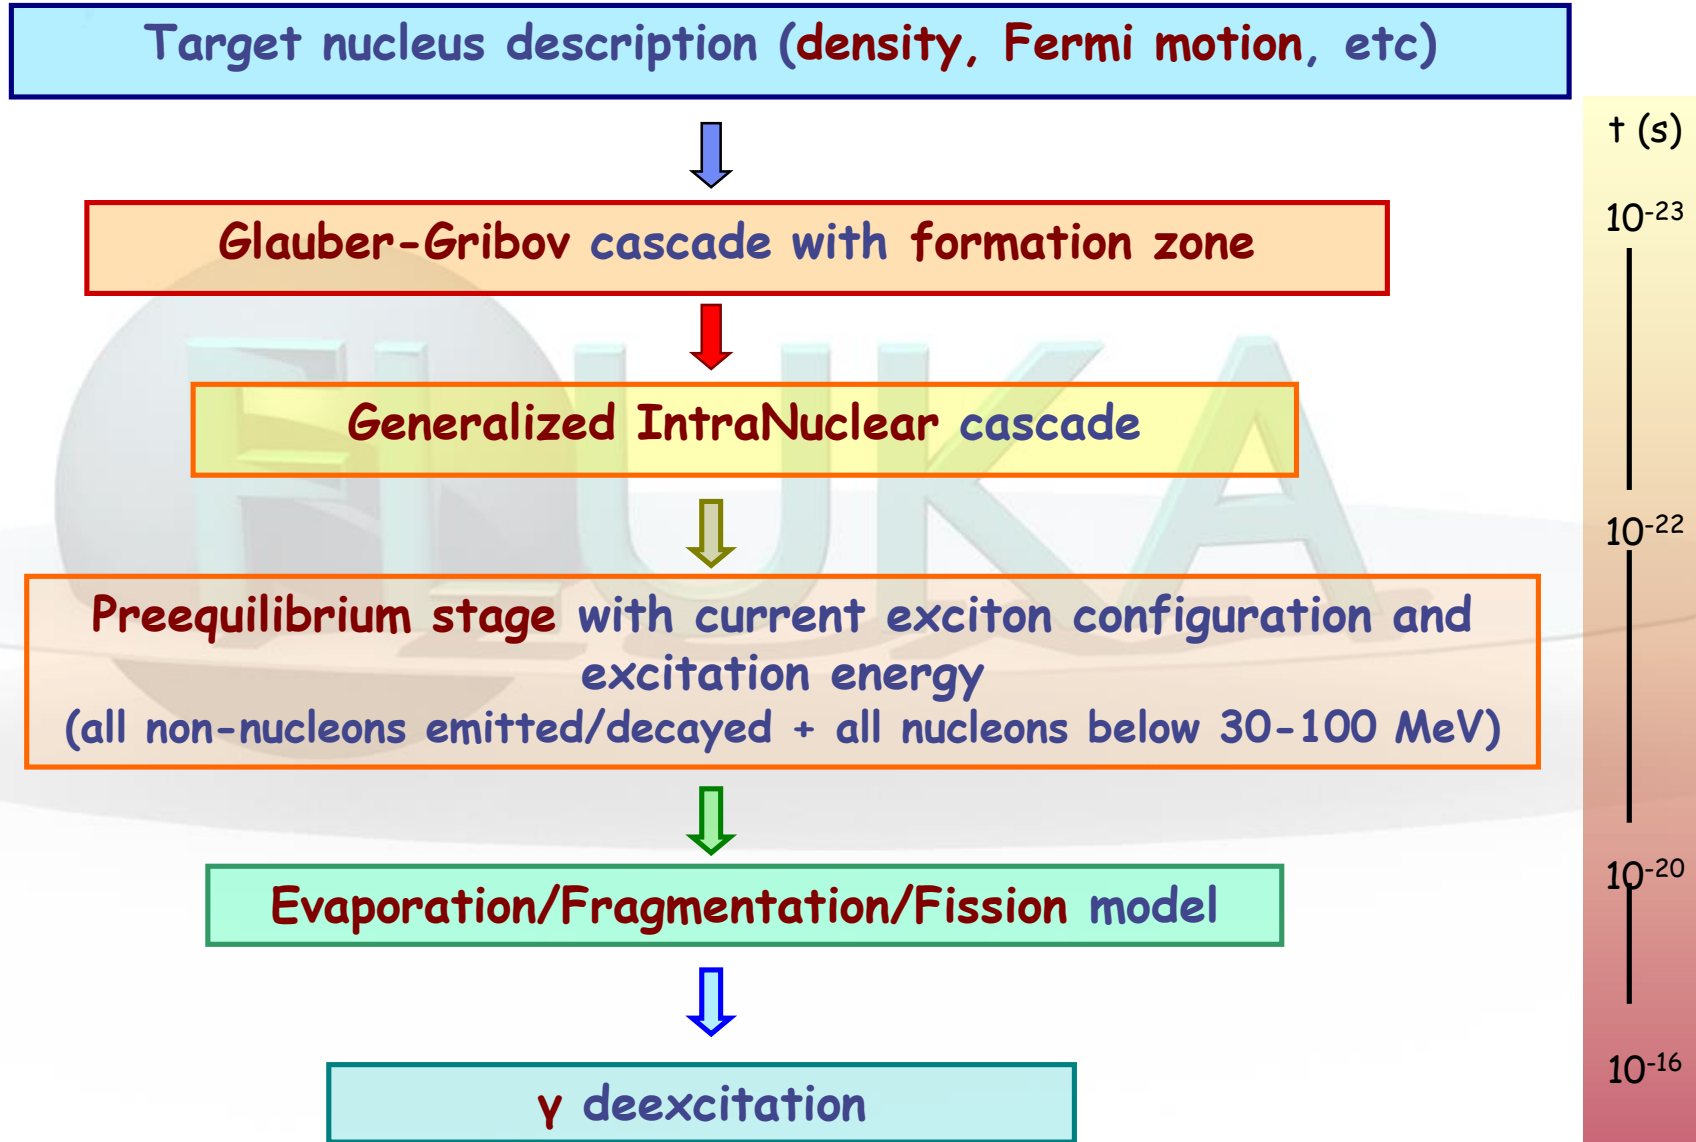 Target nucleus description (density, Fermi motion, etc)
t (s)
10⁻²³
Glauber-Gribov cascade with formation zone
Generalized IntraNuclear cascade
10⁻²²
Preequilibrium stage with current exciton configuration and
excitation energy
(all non-nucleons emitted/decayed + all nucleons below 30-100 MeV)
10⁻²⁰
Evaporation/Fragmentation/Fission model
10⁻¹⁶
γ deexcitation
FLUKA